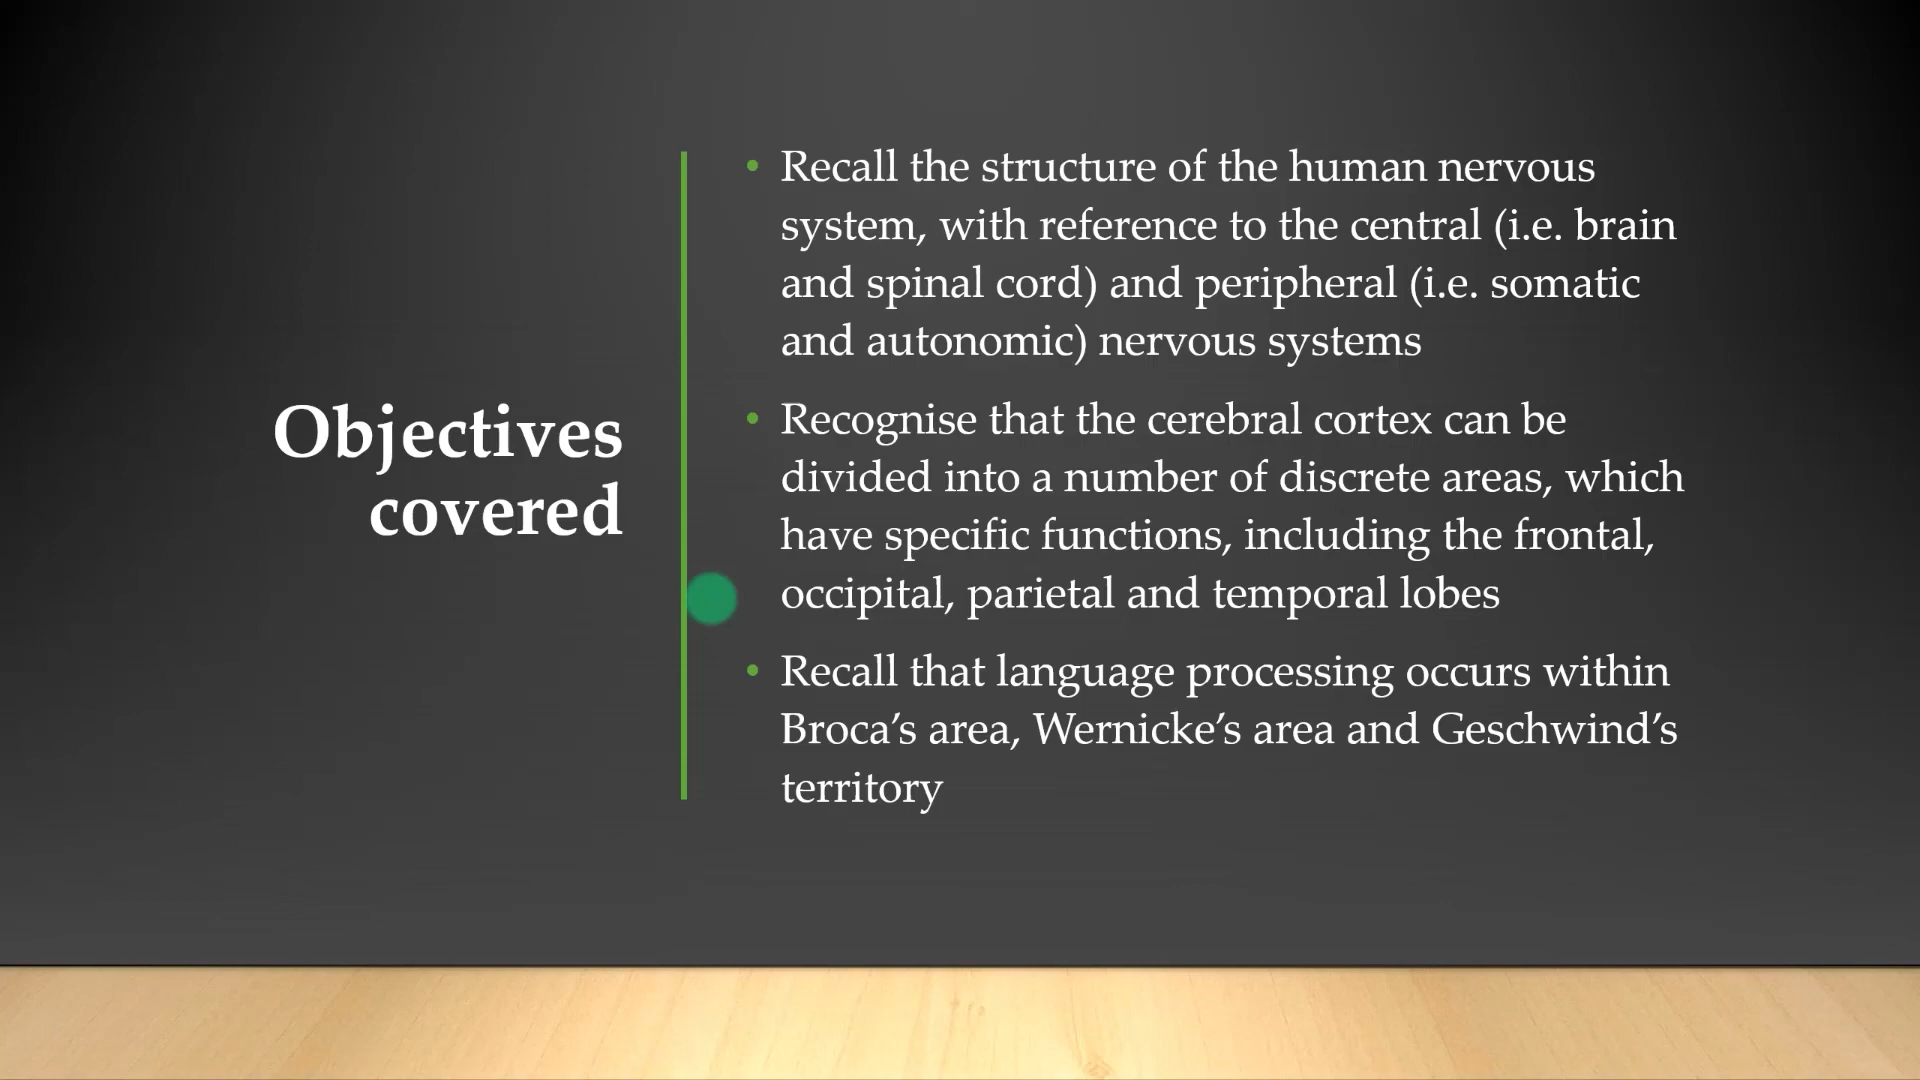 Objectives
covered
• Recall the structure of the human nervous
system, with reference to the central (i.e. brain
and spinal cord) and peripheral (i.e. somatic
and autonomic) nervous systems
• Recognise that the cerebral cortex can be
divided into a number of discrete areas, which
have specific functions, including the frontal,
occipital, parietal and temporal lobes
• Recall that language processing occurs within
Broca’s area, Wernicke’s area and Geschwind’s
territory